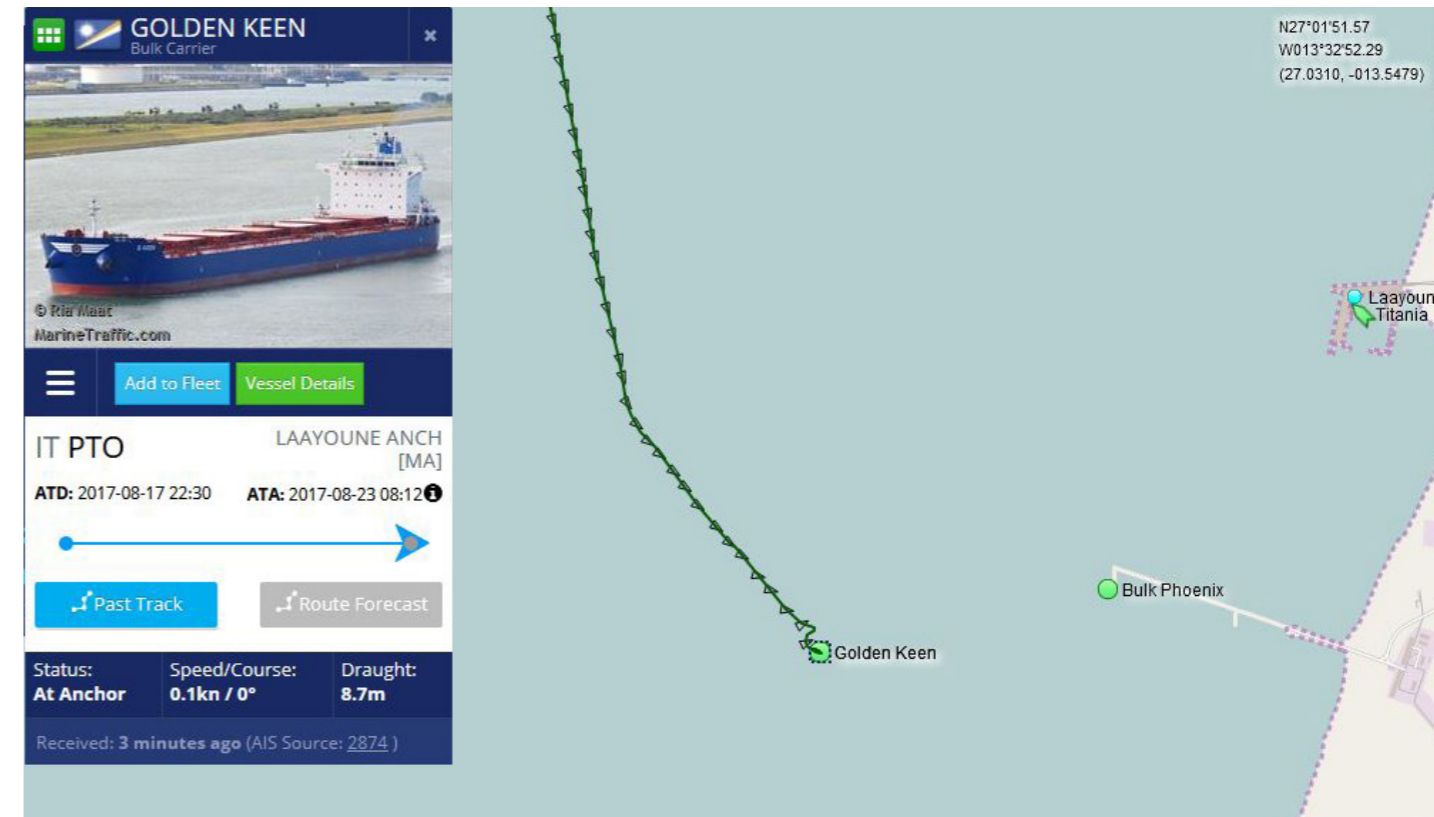 GOLDEN KEEN
Bulk Carrier
© Ria Maat
MarineTraffic.com
Add to Fleet Vessel Details
IT PTO
LAAYOUNE ANCH
[MA]
ATD: 2017-08-17 22:30 ATA: 2017-08-23 08:12
Past Track Route Forecast
Status: Speed/Course: Draught:
At Anchor 0.1kn / 0° 8.7m
Received: 3 minutes ago (AIS Source: 2874 )
N27°01'51.57
W013°32'52.29
(27.0310, -013.5479)
Laayoun
Titania
Bulk Phoenix
Golden Keen